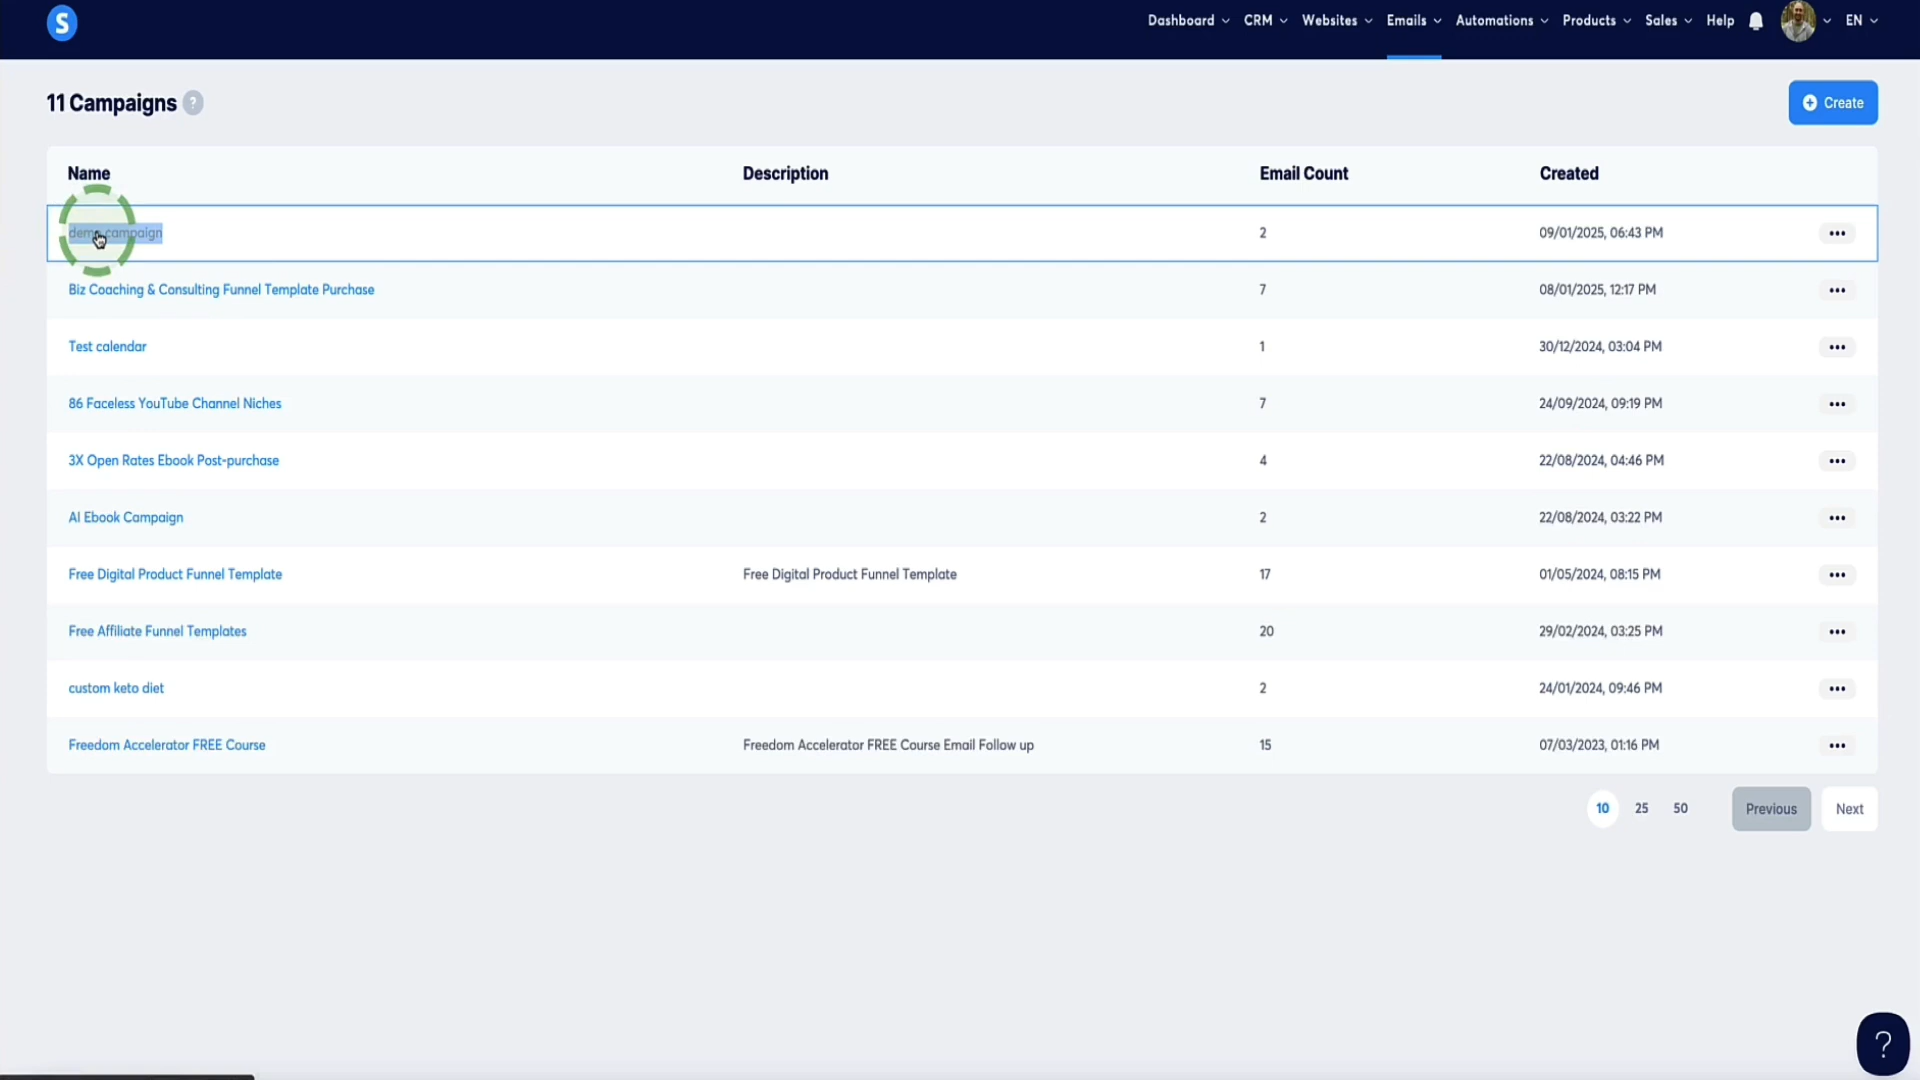 S
Dashboard CRM Websites Emails Automations Products Sales Help EN
11 Campaigns ?
Create
Name Description Email Count Created
demo campaign 2 09/01/2025, 06:43 PM
Biz Coaching & Consulting Funnel Template Purchase 7 08/01/2025, 12:17 PM
Test calendar 1 30/12/2024, 03:04 PM
86 Faceless YouTube Channel Niches 7 24/09/2024, 09:19 PM
3X Open Rates Ebook Post-purchase 4 22/08/2024, 04:46 PM
AI Ebook Campaign 2 22/08/2024, 03:22 PM
Free Digital Product Funnel Template Free Digital Product Funnel Template 17 01/05/2024, 08:15 PM
Free Affiliate Funnel Templates 20 29/02/2024, 03:25 PM
custom keto diet 2 24/01/2024, 09:46 PM
Freedom Accelerator FREE Course Freedom Accelerator FREE Course Email Follow up 15 07/03/2023, 01:16 PM
10 25 50 Previous Next
?